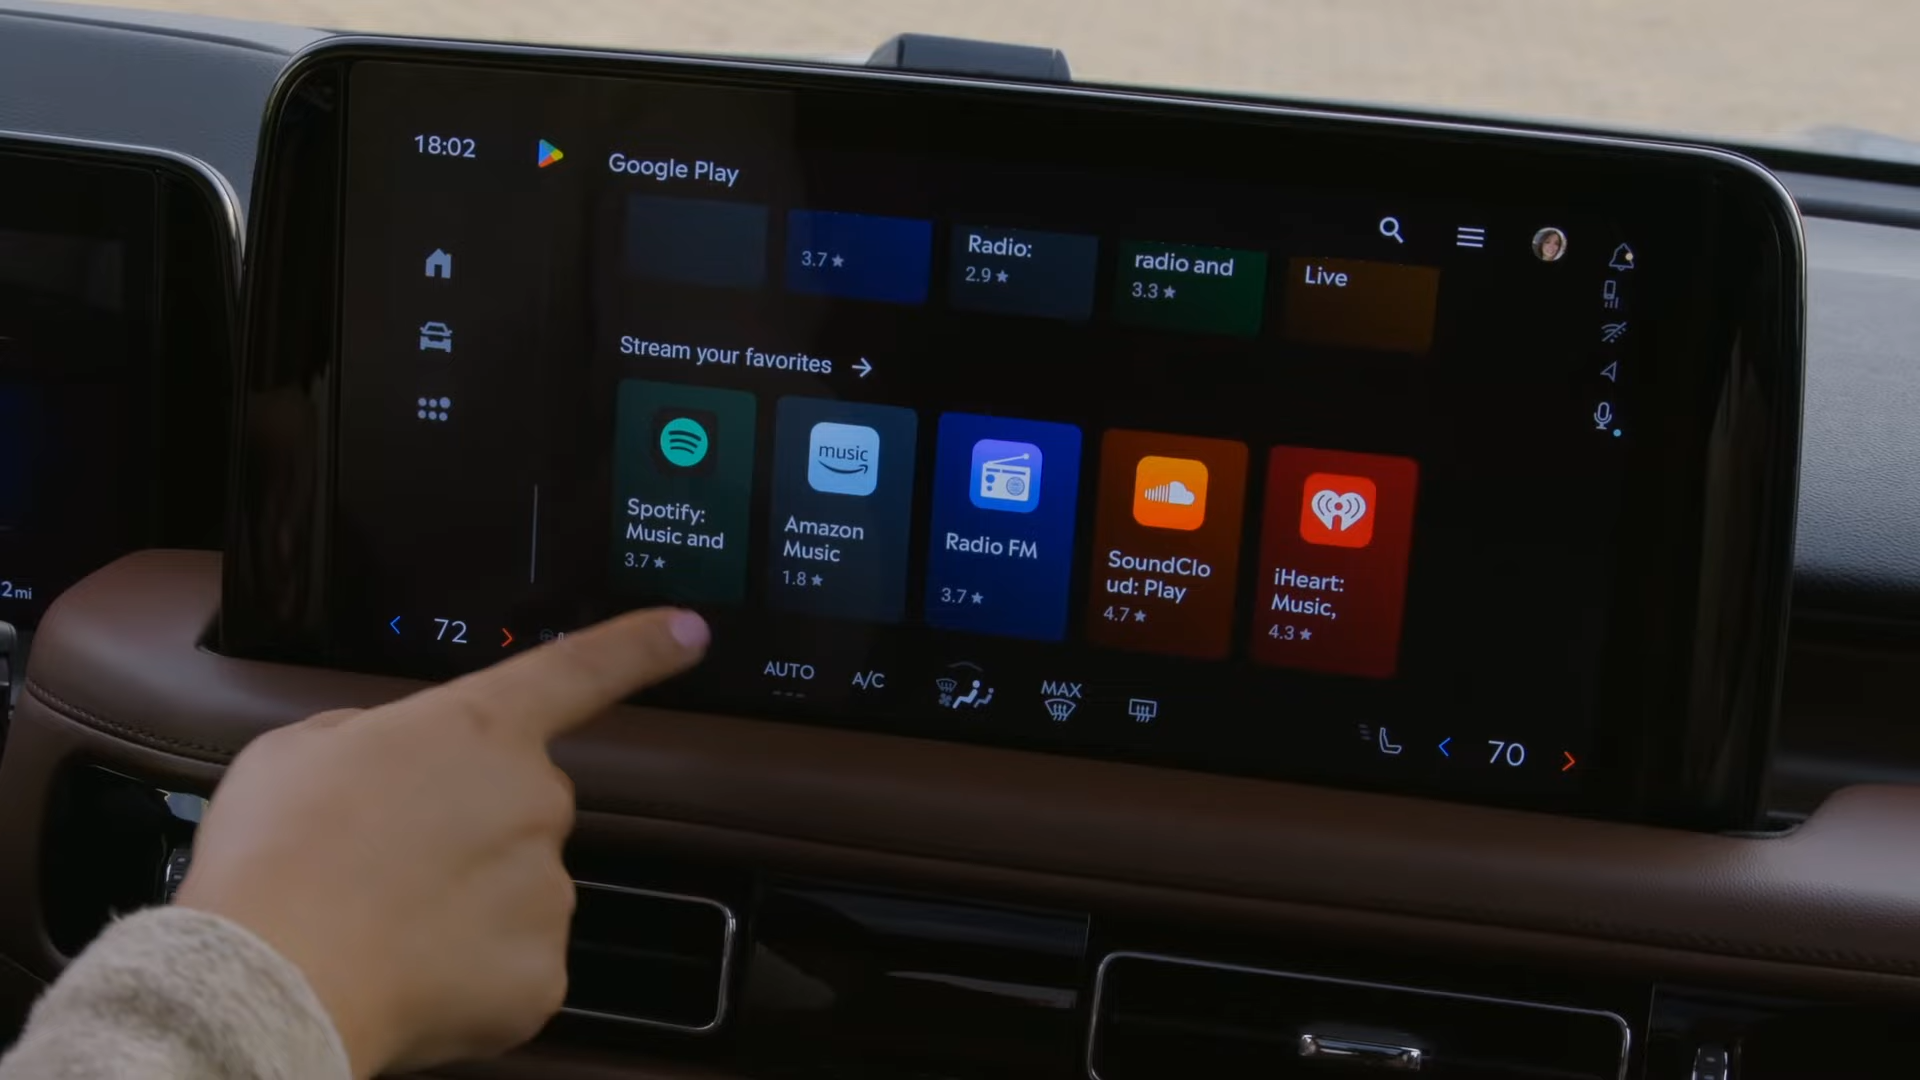 18:02
Google Play
3.7 ★
Radio:
2.9 ★
radio and
3.3 ★
Live
Stream your favorites →
music
Spotify:
Music and
3.7 ★
Amazon
Music
1.8 ★
Radio FM
3.7 ★
SoundClo
ud: Play
4.7 ★
iHeart:
Music,
4.3 ★
2mi
72
AUTO
A/C
MAX
70